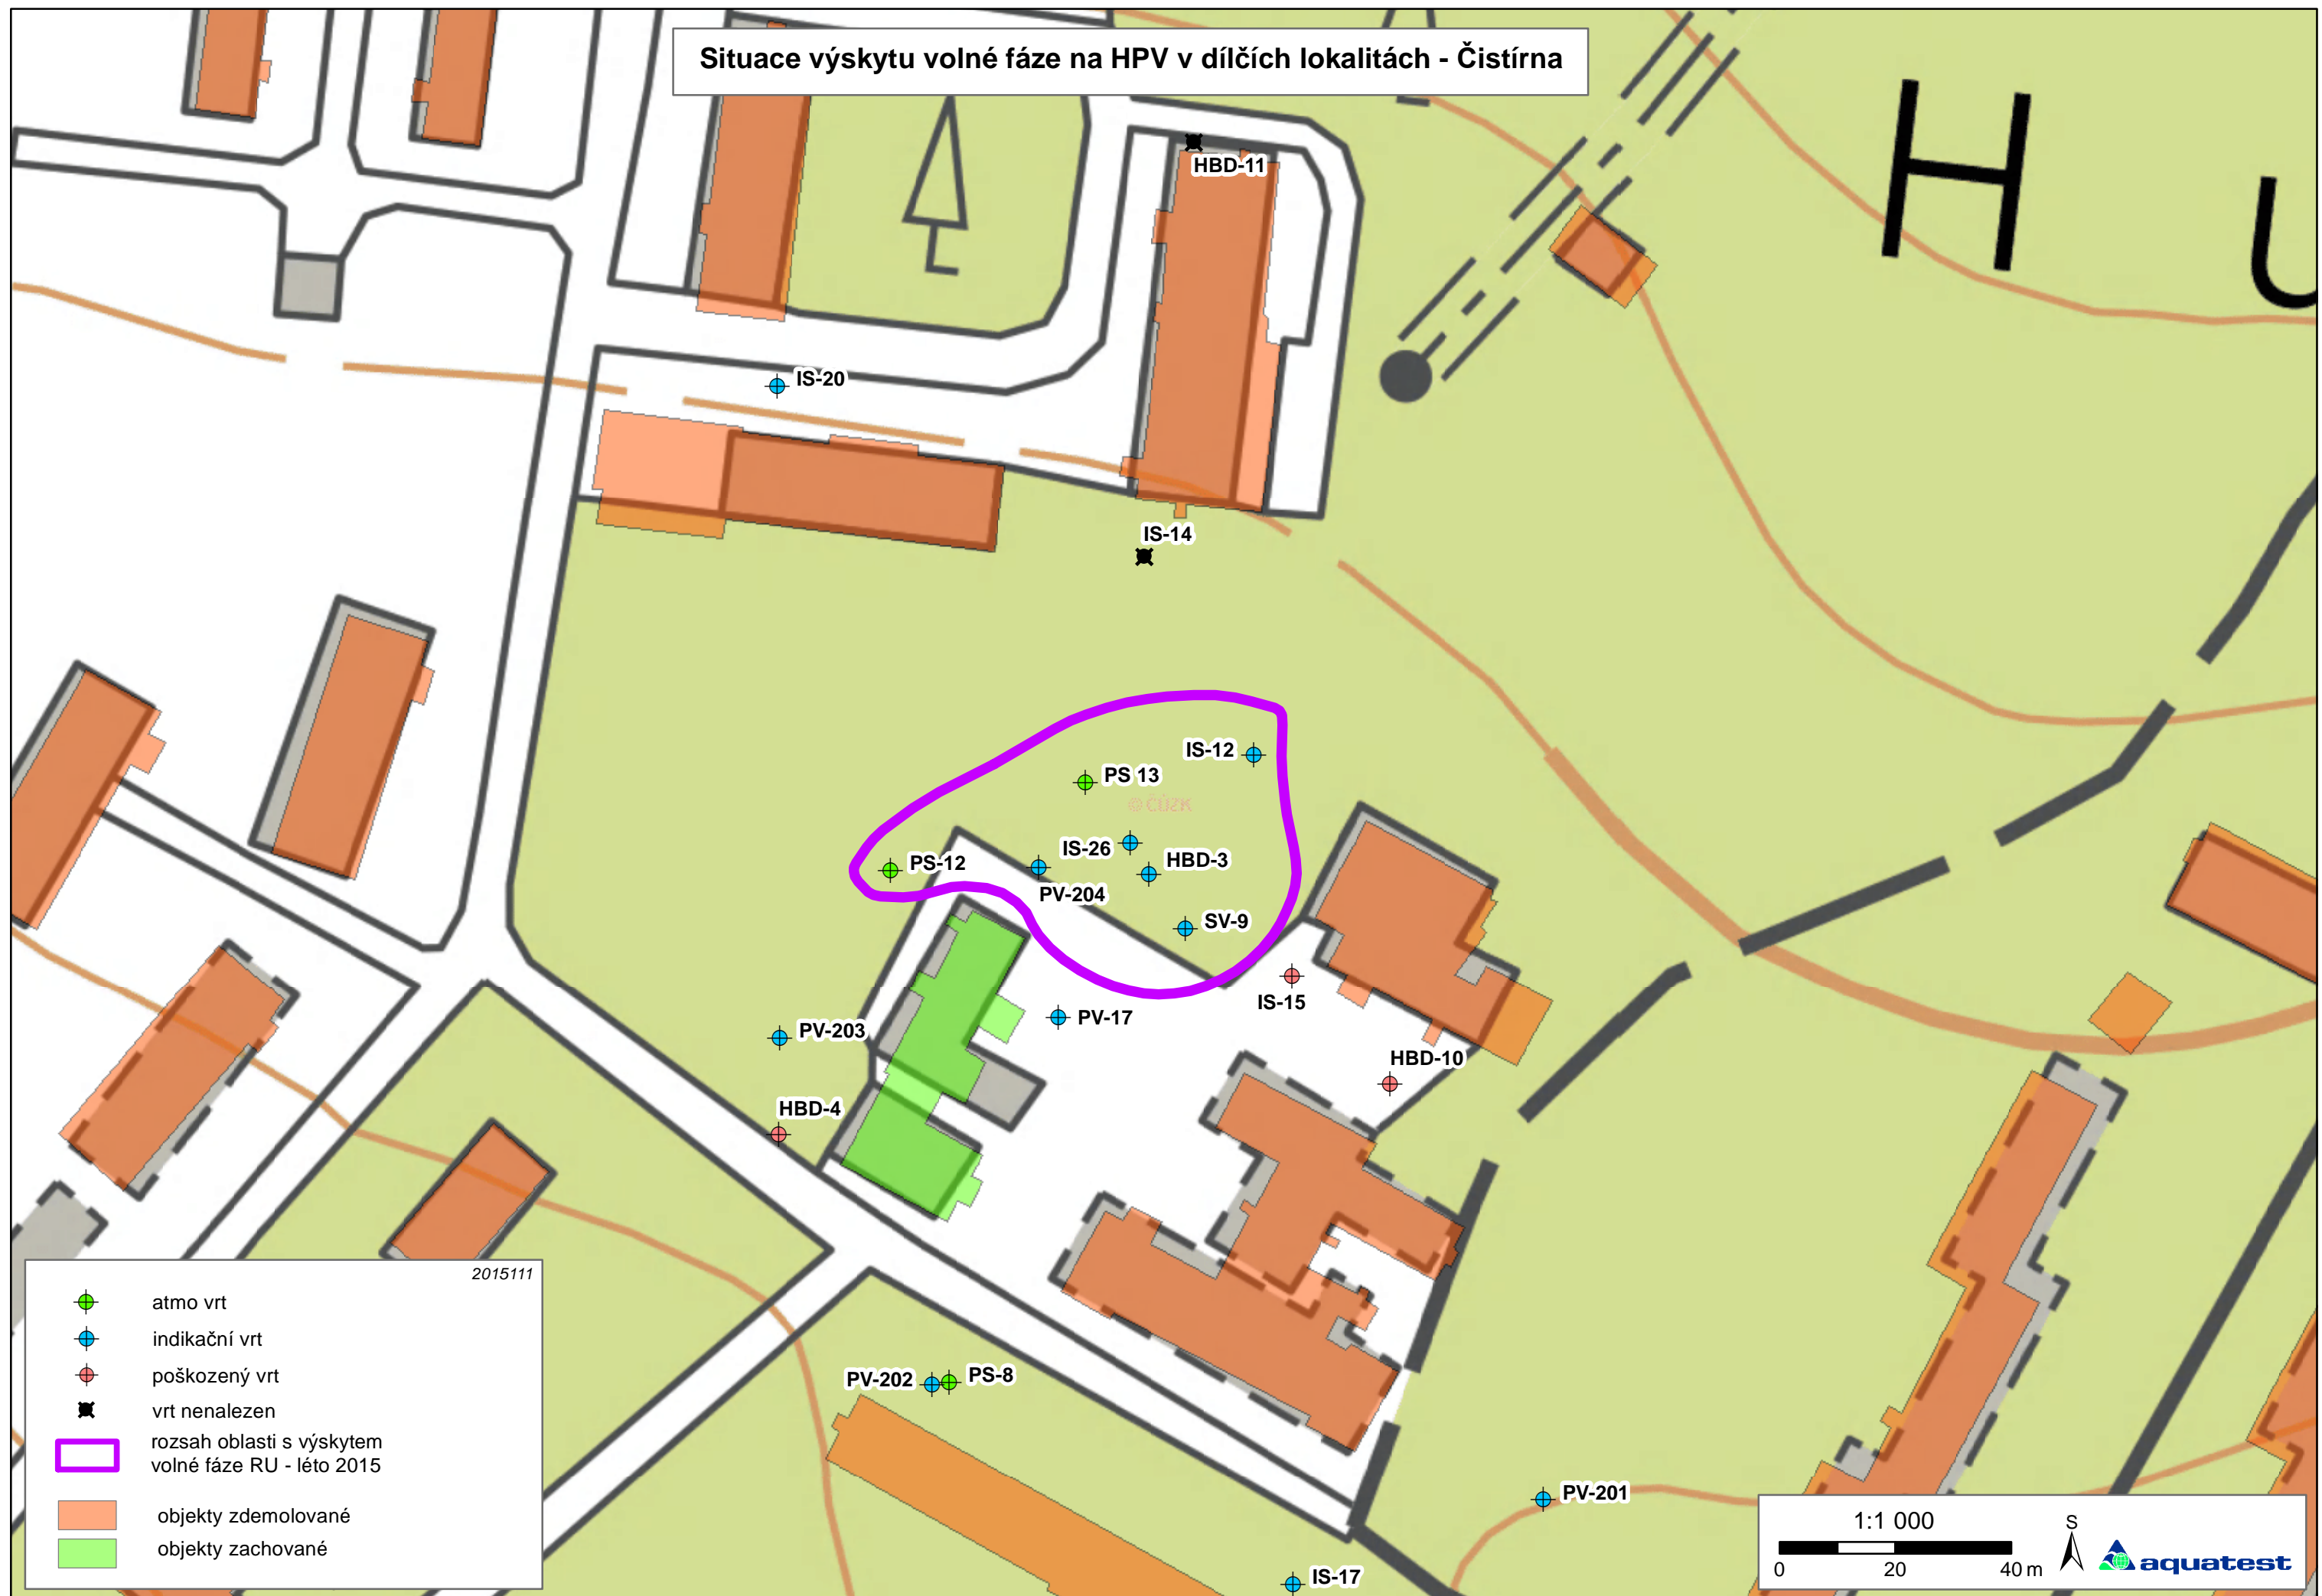 Situace výskytu volné fáze na HPV v dílčích lokalitách - Čistírna
H
U
HBD-11
IS-20
IS-14
IS-12
PS 13
© ČÚZK
IS-26
HBD-3
PS-12
PV-204
SV-9
IS-15
PV-17
PV-203
HBD-10
HBD-4
PV-202
PS-8
PV-201
IS-17
2015111
atmo vrt
indikační vrt
poškozený vrt
vrt nenalezen
rozsah oblasti s výskytem
volné fáze RU - léto 2015
objekty zdemolované
objekty zachované
1:1 000
0 20 40 m
S
aquatest